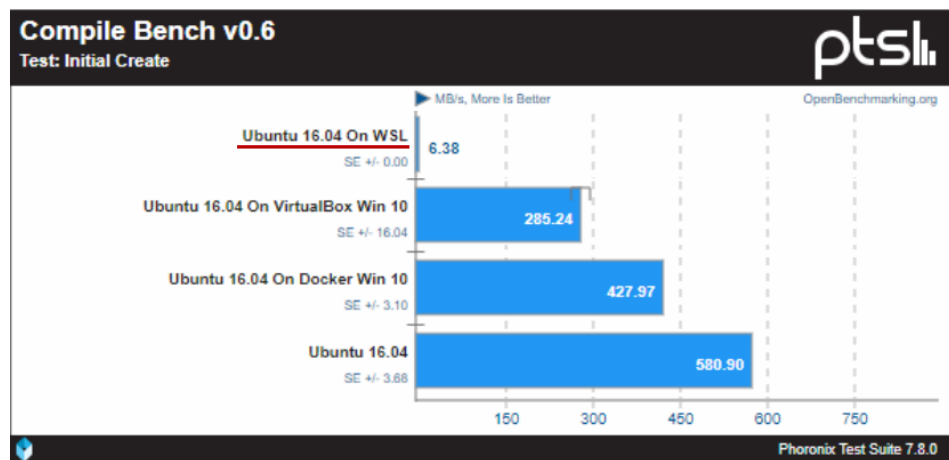 Compile Bench v0.6
Test: Initial Create
ptsl
MB/s, More Is Better
OpenBenchmarking.org
Ubuntu 16.04 On WSL
SE +/- 0.00
6.38
Ubuntu 16.04 On VirtualBox Win 10
SE +/- 16.04
285.24
Ubuntu 16.04 On Docker Win 10
SE +/- 3.10
427.97
Ubuntu 16.04
SE +/- 3.68
580.90
150 300 450 600 750
Phoronix Test Suite 7.8.0